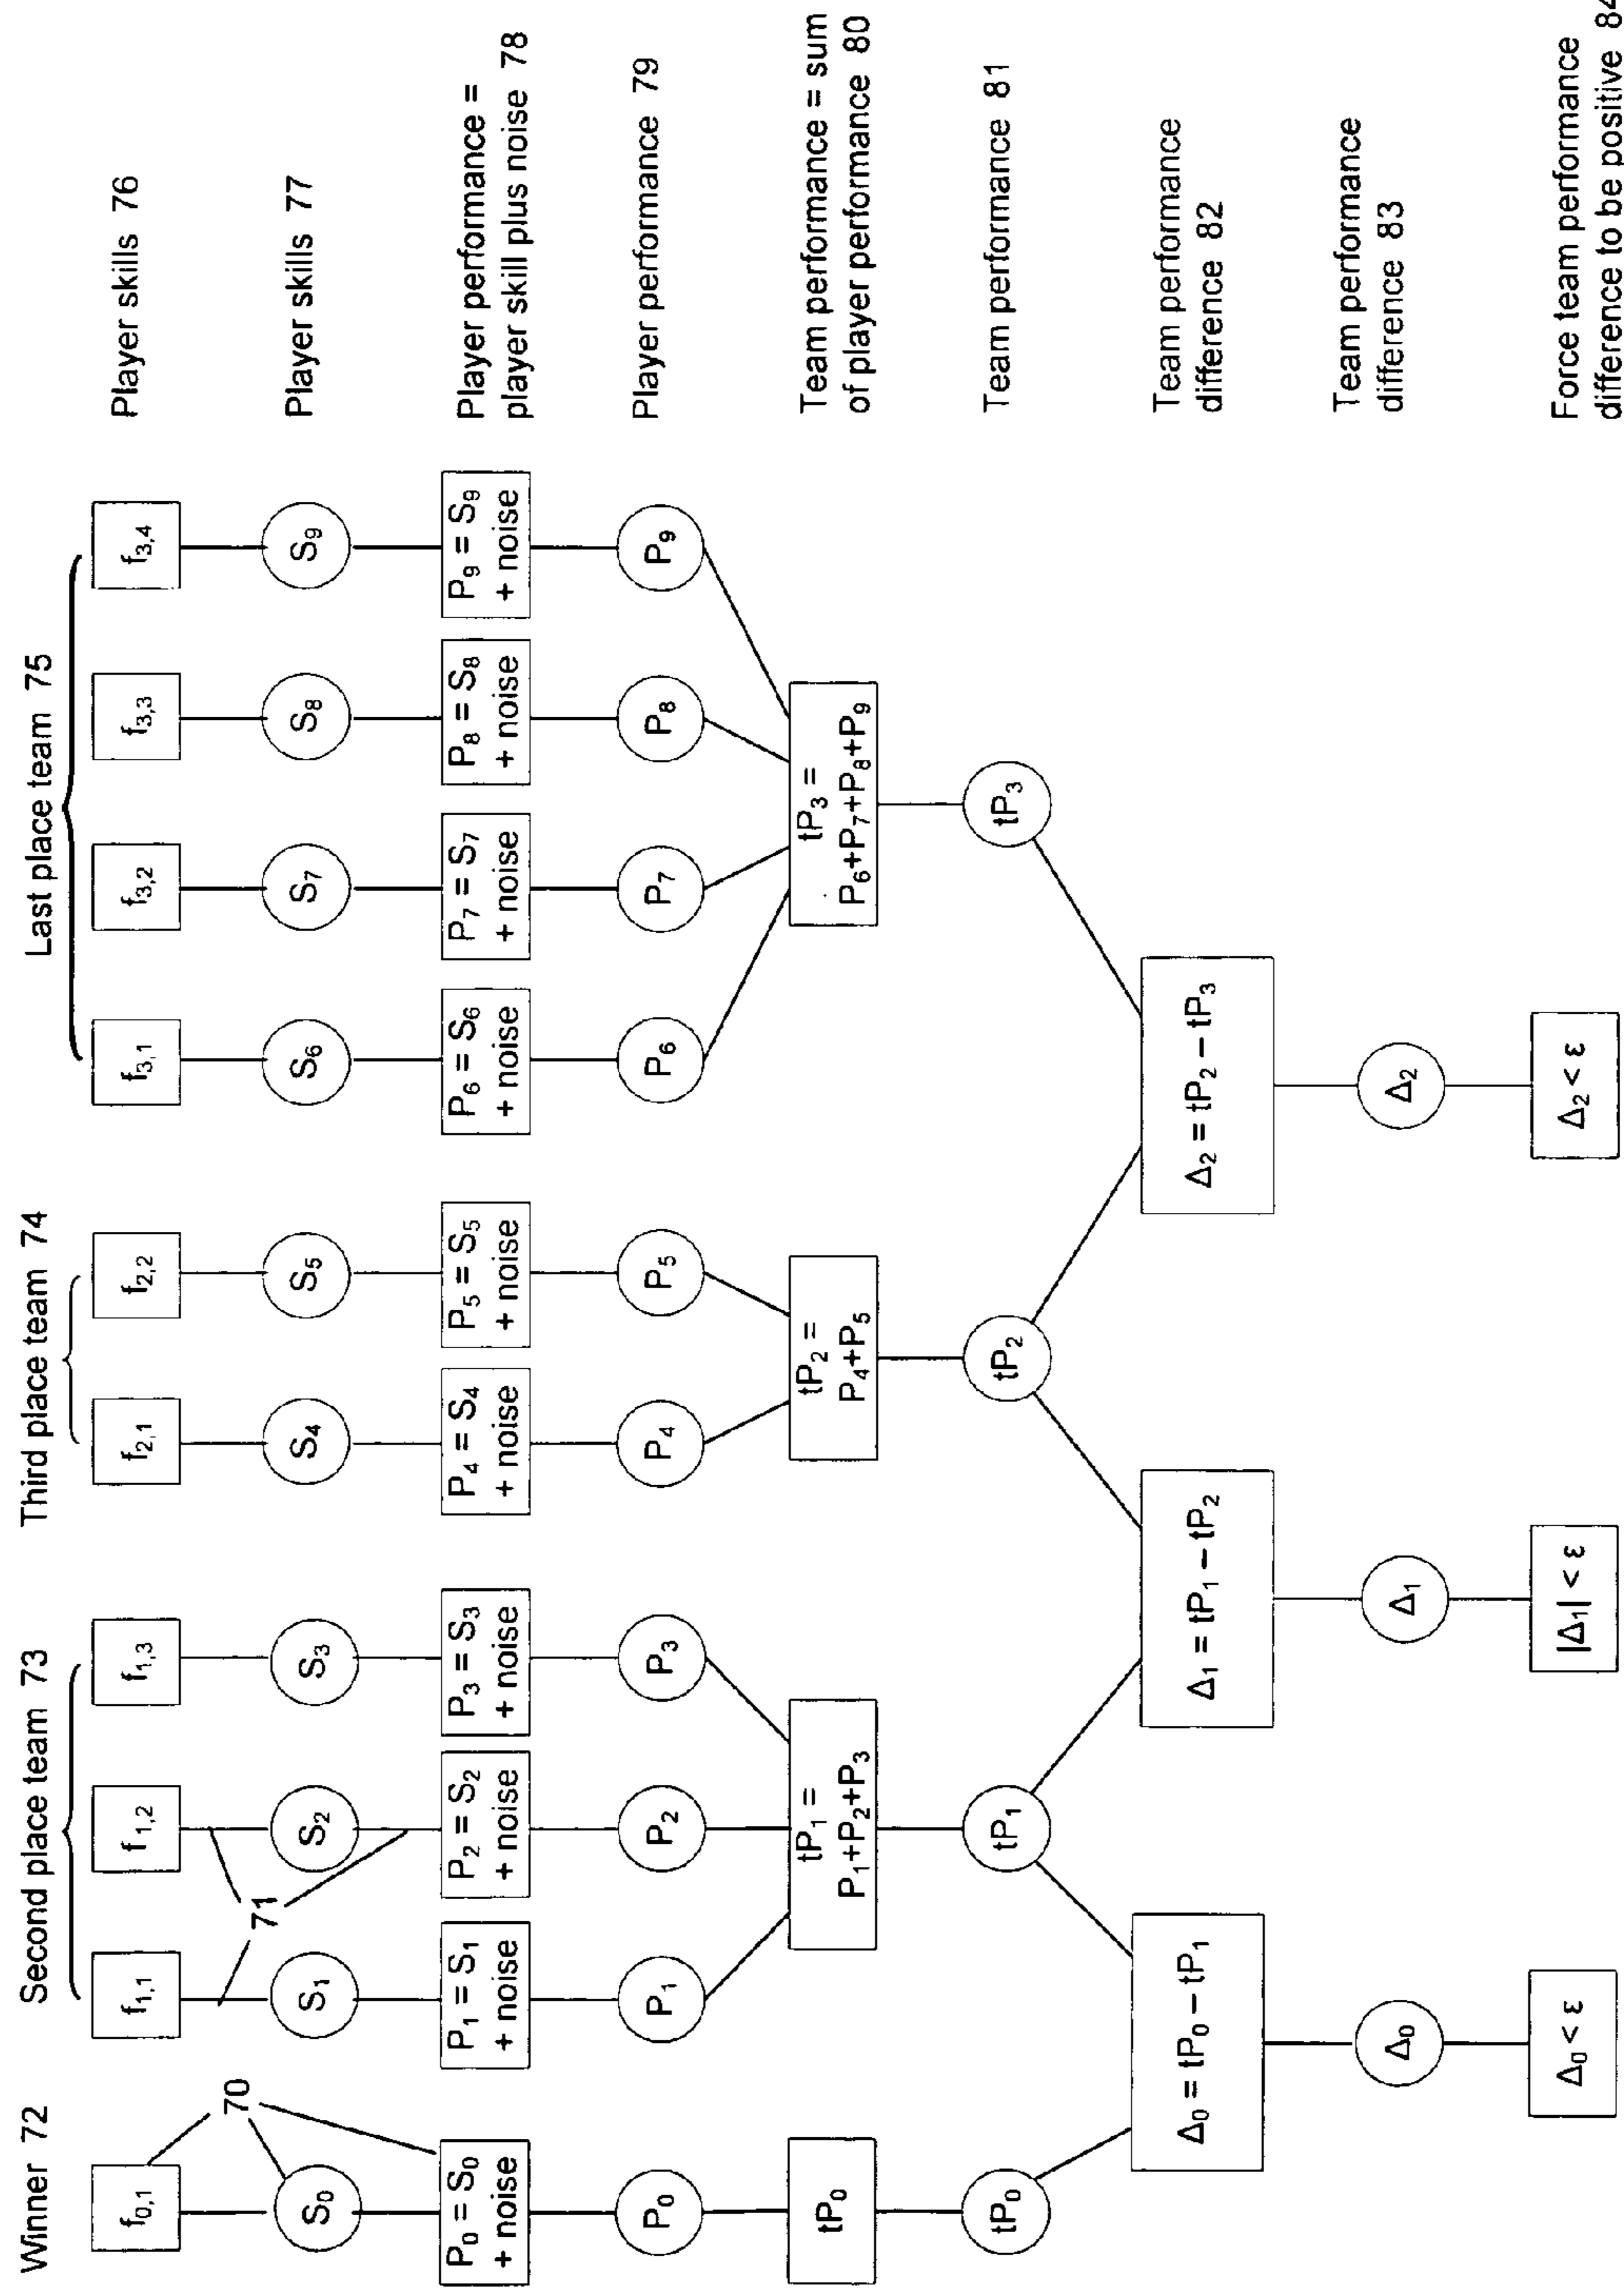 Winner 72
Second place team 73
Third place team 74
Last place team 75
f0,1
f1,1
f1,2
f1,3
f2,1
f2,2
f3,1
f3,2
f3,3
f3,4
Player skills 76
70
71
S0
S1
S2
S3
S4
S5
S6
S7
S8
S9
Player skills 77
P0 = S0
+ noise
P1 = S1
+ noise
P2 = S2
+ noise
P3 = S3
+ noise
P4 = S4
+ noise
P5 = S5
+ noise
P6 = S6
+ noise
P7 = S7
+ noise
P8 = S8
+ noise
P9 = S9
+ noise
Player performance =
player skill plus noise 78
P0
P1
P2
P3
P4
P5
P6
P7
P8
P9
Player performance 79
tP0
tP1 =
P1+P2+P3
tP2 =
P4+P5
tP3 =
P6+P7+P8+P9
Team performance = sum
of player performance 80
tP0
tP1
tP2
tP3
Team performance 81
Δ0 = tP0 – tP1
Δ1 = tP1 – tP2
Δ2 = tP2 – tP3
Team performance
difference 82
Δ0
Δ1
Δ2
Team performance
difference 83
Δ0 < ε
|Δ1| < ε
Δ2 < ε
Force team performance
difference to be positive 84